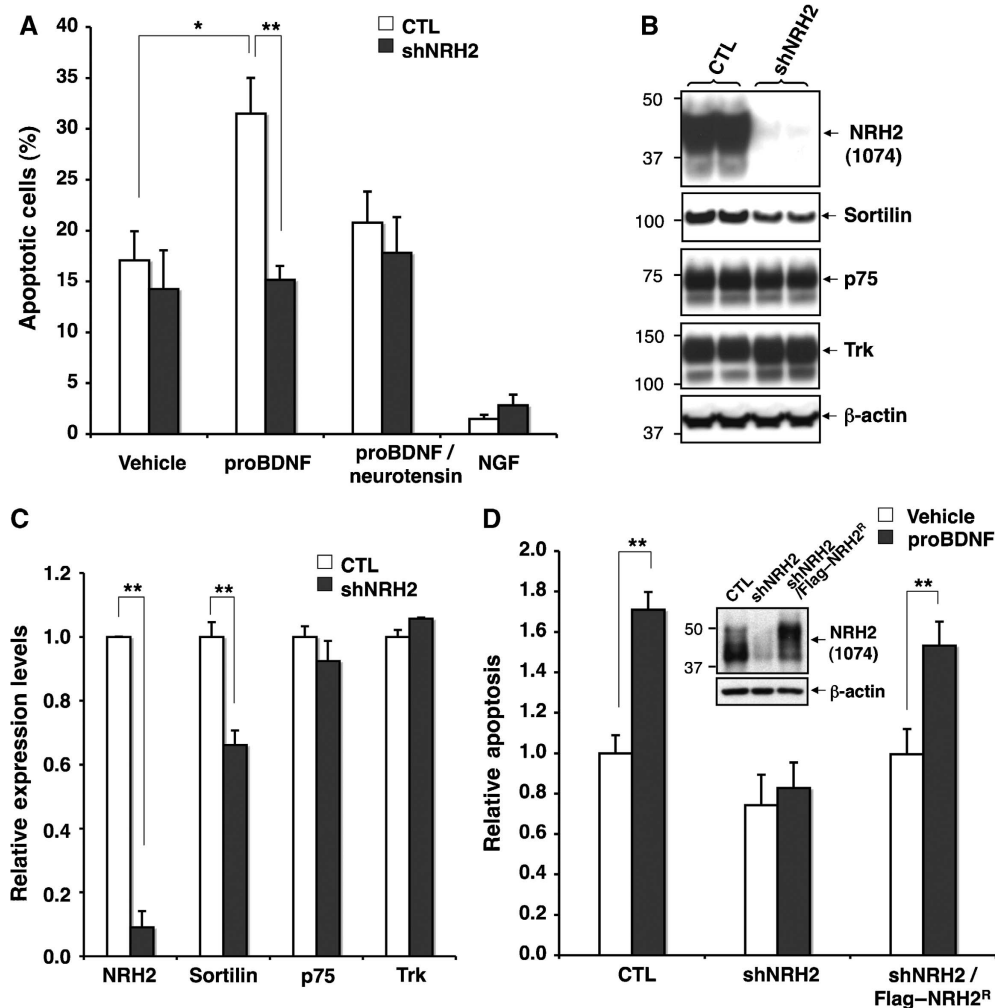 A
40
35
30
25
20
15
10
5
0
Apoptotic cells (%)
CTL
shNRH2
*
**
Vehicle
proBDNF
proBDNF /
neurotensin
NGF
B
CTL
shNRH2
50
37
NRH2
(1074)
100
Sortilin
75
p75
150
100
Trk
37
β-actin
C
1.2
1.0
0.8
0.6
0.4
0.2
0.0
Relative expression levels
CTL
shNRH2
**
**
NRH2
Sortilin
p75
Trk
D
2.0
1.8
1.6
1.4
1.2
1.0
0.8
0.6
0.4
0.2
0.0
Relative apoptosis
Vehicle
proBDNF
**
**
CTL
shNRH2
shNRH2
/Flag–NRH2ᴿ
50
37
NRH2
(1074)
β-actin
CTL
shNRH2
shNRH2 /
Flag–NRH2ᴿ